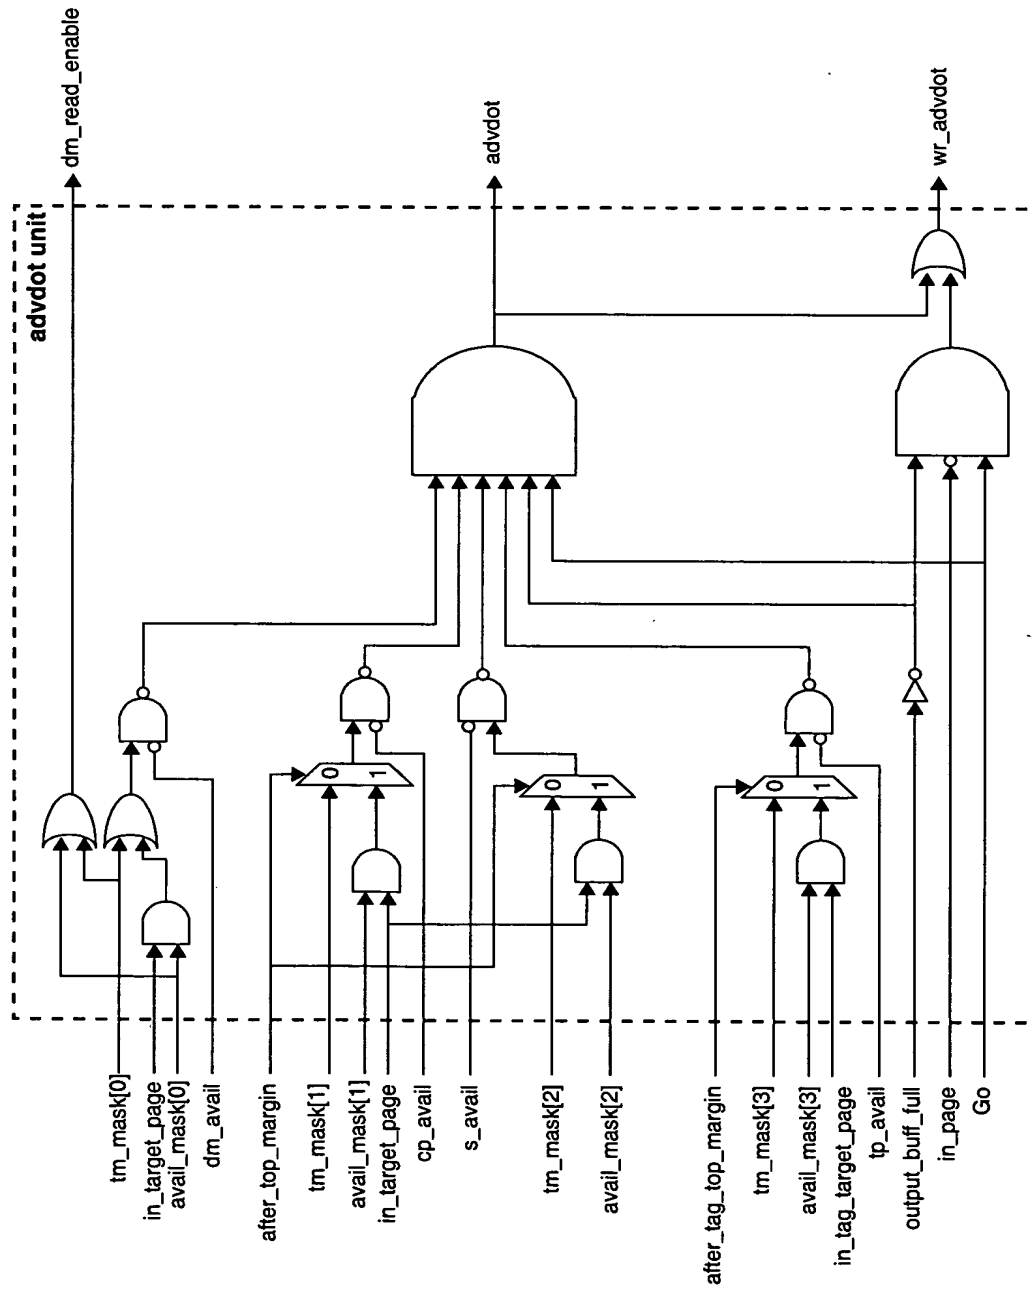 dm_read_enable
advdot
wr_advdot
advdot unit
tm_mask[0]
in_target_page
avail_mask[0]
dm_avail
after_top_margin
tm_mask[1]
avail_mask[1]
in_target_page
cp_avail
s_avail
tm_mask[2]
avail_mask[2]
after_tag_top_margin
tm_mask[3]
avail_mask[3]
in_tag_target_page
tp_avail
output_buff_full
in_page
Go
0
1
0
1
0
1